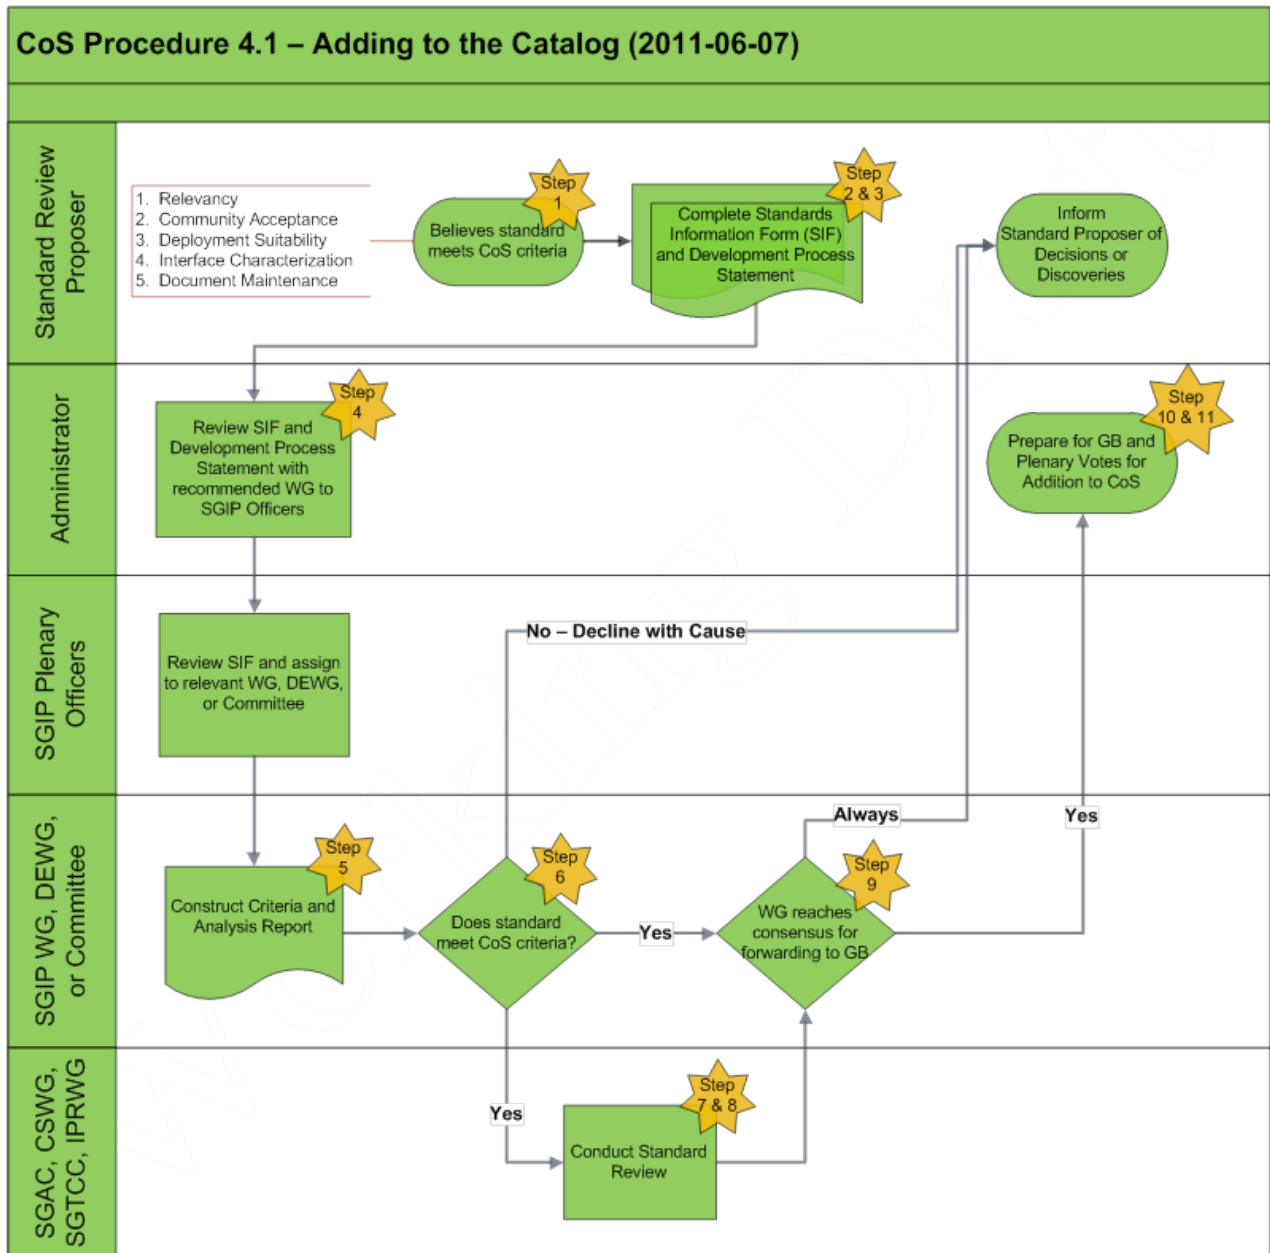 CoS Procedure 4.1 – Adding to the Catalog (2011-06-07)
Standard Review
Proposer
1. Relevancy
2. Community Acceptance
3. Deployment Suitability
4. Interface Characterization
5. Document Maintenance
Step
1
Believes standard
meets CoS criteria
Step
2 & 3
Complete Standards
Information Form (SIF)
and Development Process
Statement
Inform
Standard Proposer of
Decisions or
Discoveries
Administrator
Step
4
Review SIF and
Development Process
Statement with
recommended WG to
SGIP Officers
Step
10 & 11
Prepare for GB and
Plenary Votes for
Addition to CoS
SGIP Plenary
Officers
Review SIF and assign
to relevant WG, DEWG,
or Committee
No – Decline with Cause
SGIP WG, DEWG,
or Committee
Step
5
Construct Criteria and
Analysis Report
Step
6
Does standard
meet CoS criteria?
Yes
Always
Step
9
WG reaches
consensus for
forwarding to GB
Yes
SGAC, CSWG,
SGTCC, IPRWG
Yes
Step
7 & 8
Conduct Standard
Review
Working Draft